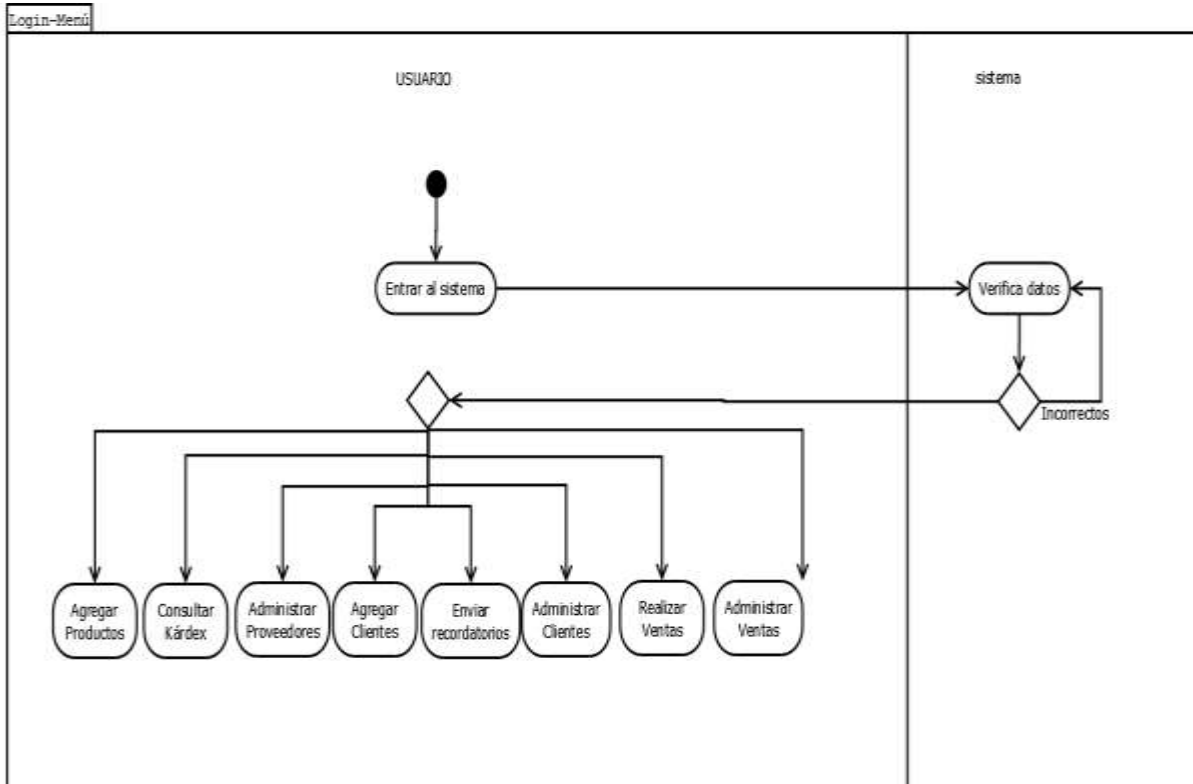 Login-Menú
USUARIO
sistema
Entrar al sistema
Verifica datos
Incorrectos
Agregar
Productos
Consultar
Kárdex
Administrar
Proveedores
Agregar
Clientes
Enviar
recordatorios
Administrar
Clientes
Realizar
Ventas
Administrar
Ventas